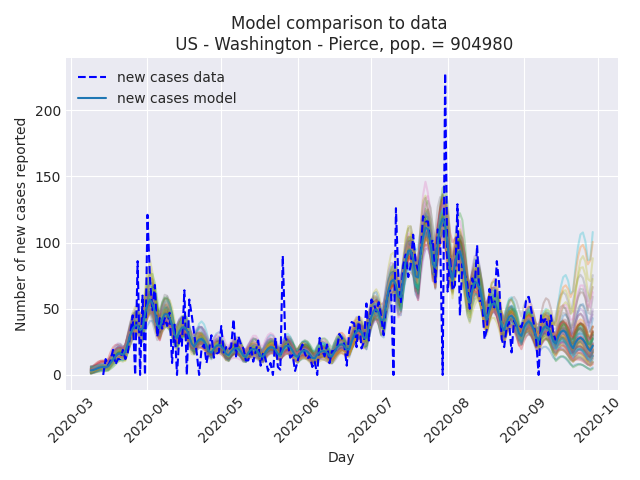 Model comparison to data
US - Washington - Pierce, pop. = 904980
new cases data
new cases model
Number of new cases reported
200
150
100
50
0
2020-03
2020-04
2020-05
2020-06
2020-07
2020-08
2020-09
2020-10
Day